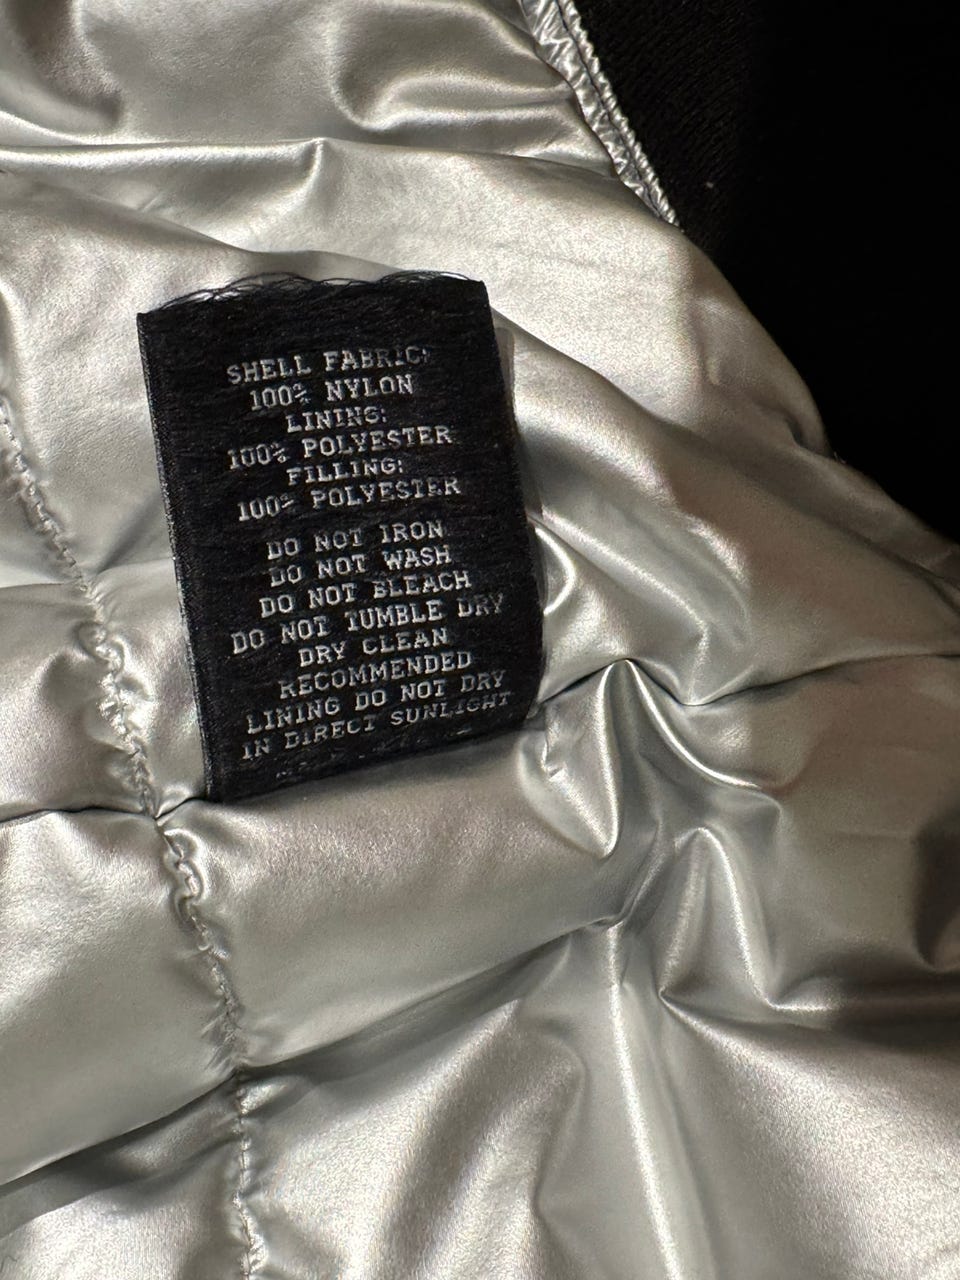 SHELL FABRIC:
100% NYLON
LINING:
100% POLYESTER
FILLING:
100% POLYESTER
DO NOT IRON
DO NOT WASH
DO NOT BLEACH
DO NOT TUMBLE DRY
DRY CLEAN
RECOMMENDED
LINING DO NOT DRY
IN DIRECT SUNLIGHT